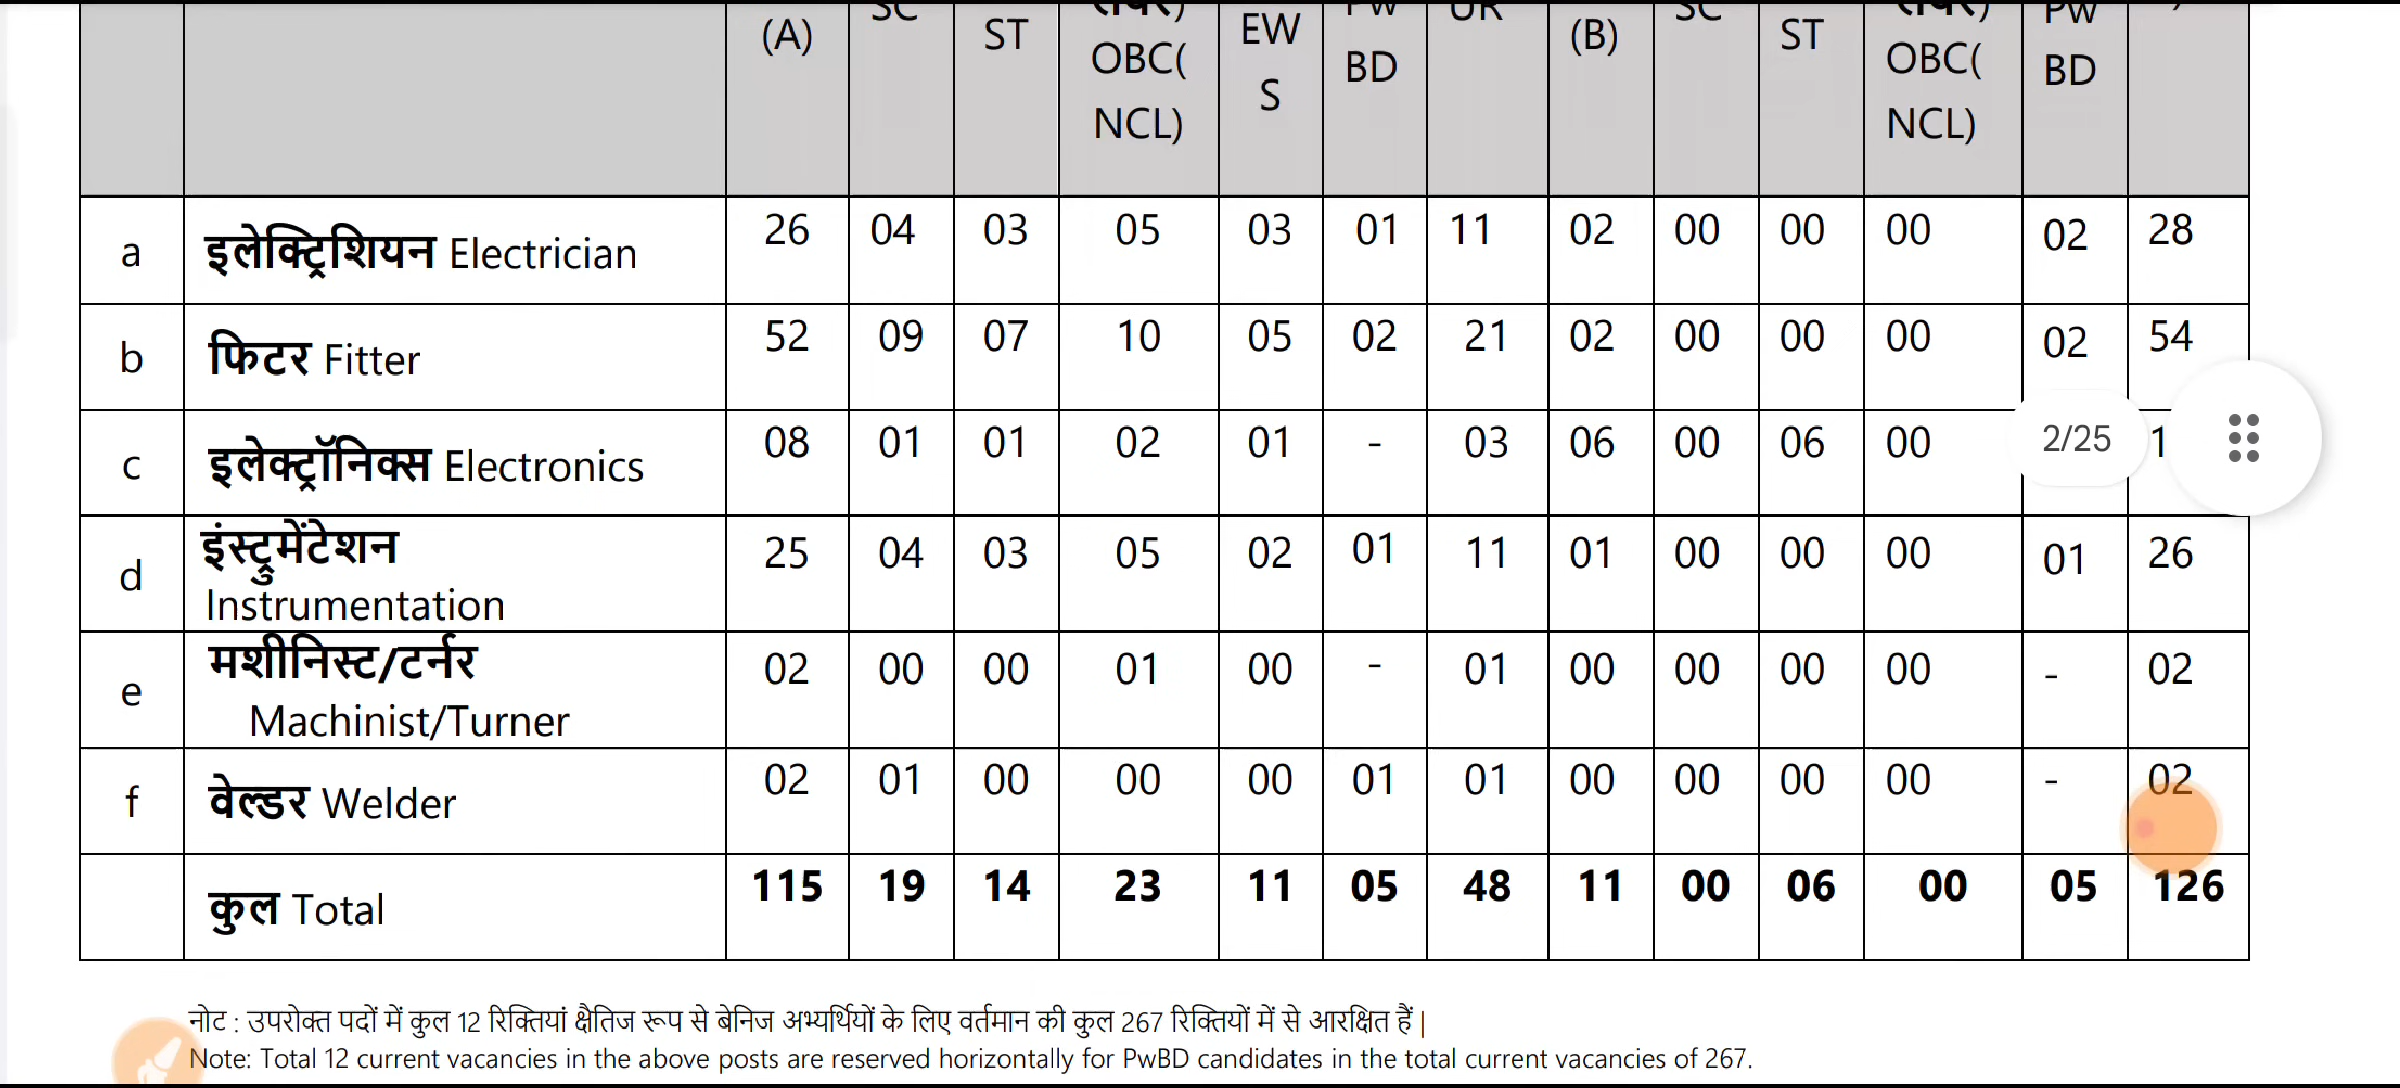 (A) SC ST OBC( NCL) EW S PwBD UR (B) SC ST OBC( NCL) PwBD
a इलेक्ट्रिशियन Electrician 26 04 03 05 03 01 11 02 00 00 00 02 28
b फिटर Fitter 52 09 07 10 05 02 21 02 00 00 00 02 54
c इलेक्ट्रॉनिक्स Electronics 08 01 01 02 01 - 03 06 00 06 00 2/25 1
d इंस्ट्रुमेंटेशन Instrumentation 25 04 03 05 02 01 11 01 00 00 00 01 26
e मशीनिस्ट/टर्नर Machinist/Turner 02 00 00 01 00 - 01 00 00 00 00 - 02
f वेल्डर Welder 02 01 00 00 00 01 01 00 00 00 00 - 02
कुल Total 115 19 14 23 11 05 48 11 00 06 00 05 126
नोट : उपरोक्त पदों में कुल 12 रिक्तियां क्षैतिज रूप से बेनिज अभ्यर्थियों के लिए वर्तमान की कुल 267 रिक्तियों में से आरक्षित हैं |
Note: Total 12 current vacancies in the above posts are reserved horizontally for PwBD candidates in the total current vacancies of 267.